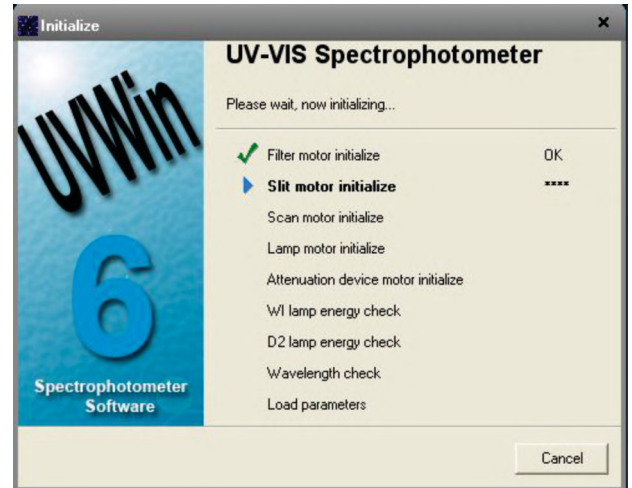 Initialize
UV-VIS Spectrophotometer
Please wait, now initializing...
Filter motor initialize OK
Slit motor initialize ****
Scan motor initialize
Lamp motor initialize
Attenuation device motor initialize
WI lamp energy check
D2 lamp energy check
Wavelength check
Load parameters
UVWin
6
Spectrophotometer
Software
Cancel